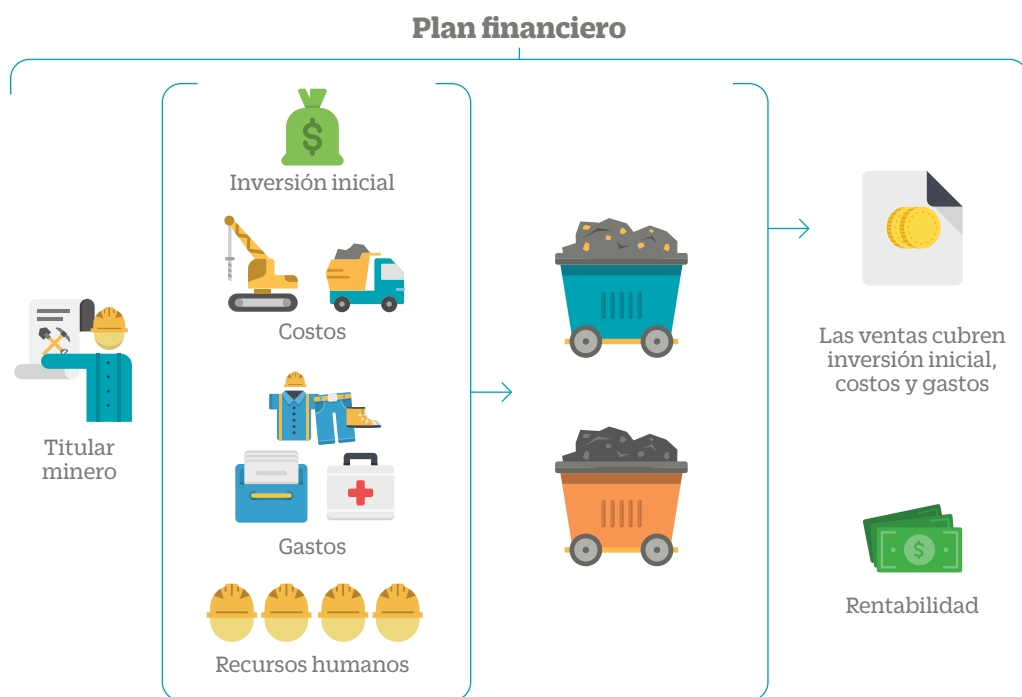 Plan financiero
Titular
minero
Inversión inicial
Costos
Gastos
Recursos humanos
Las ventas cubren
inversión inicial,
costos y gastos
Rentabilidad